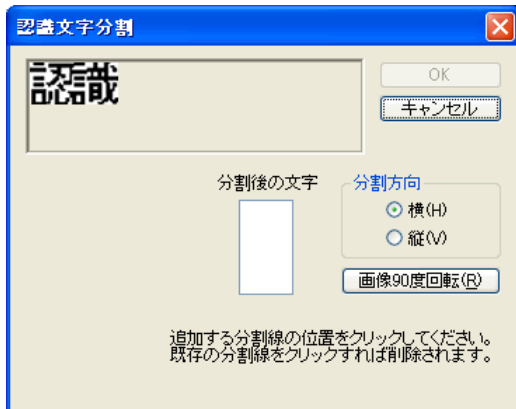 認識文字分割
認識
OK
キャンセル
分割後の文字
分割方向
横(H)
縦(V)
画像90度回転(R)
追加する分割線の位置をクリックしてください。
既存の分割線をクリックすれば削除されます。